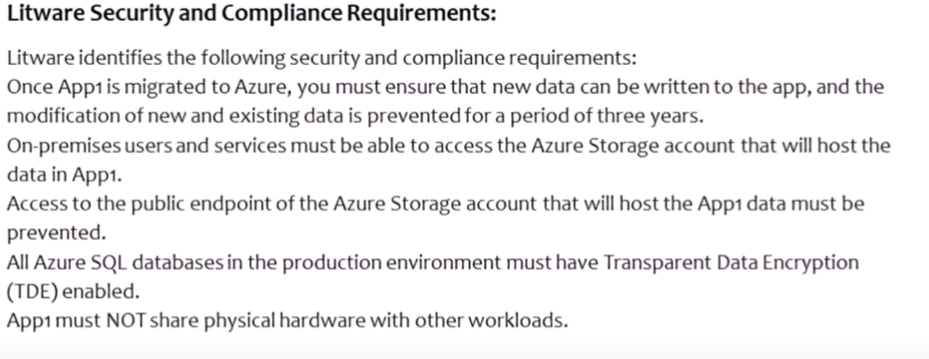 Litware Security and Compliance Requirements:
Litware identifies the following security and compliance requirements:
Once App1 is migrated to Azure, you must ensure that new data can be written to the app, and the
modification of new and existing data is prevented for a period of three years.
On-premises users and services must be able to access the Azure Storage account that will host the
data in App1.
Access to the public endpoint of the Azure Storage account that will host the App1 data must be
prevented.
All Azure SQL databases in the production environment must have Transparent Data Encryption
(TDE) enabled.
App1 must NOT share physical hardware with other workloads.